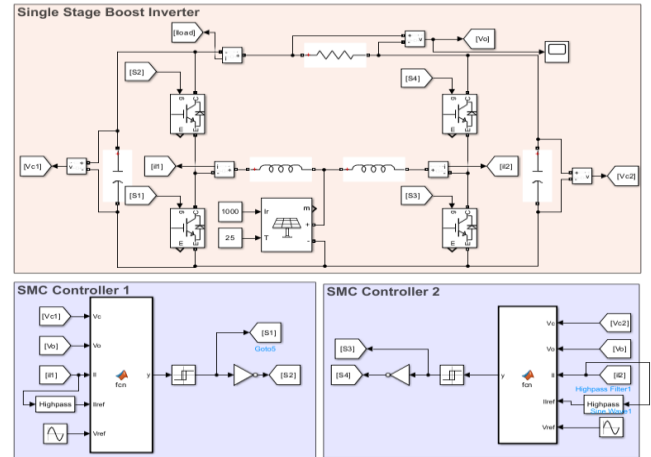 Single Stage Boost Inverter
[Iload]
[Vo]
[S2]
[S4]
[Vc1]
[il1]
[il2]
[Vc2]
[S1]
[S3]
1000
Ir
m
25
T
SMC Controller 1
[Vc1]
Vc
[Vo]
Vo
[il1]
Il
fcn
y
Highpass
ILref
Vref
[S1]
Goto5
[S2]
SMC Controller 2
[S3]
[S4]
y
fcn
Vc
[Vc2]
Vo
[Vo]
Il
[il2]
Highpass Filter1
ILref
Highpass
Sine Wave1
Vref